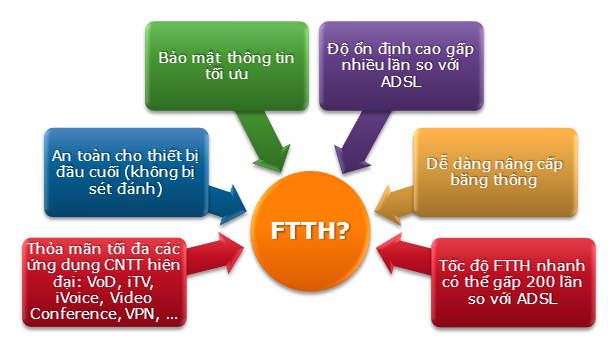 Bảo mật thông tin
tối ưu
Độ ổn định cao gấp
nhiều lần so với
ADSL
An toàn cho thiết bị
đầu cuối (không bị
sét đánh)
Dễ dàng nâng cấp
băng thông
FTTH?
Thỏa mãn tối đa các
ứng dụng CNTT hiện
đại: VoD, iTV,
iVoice, Video
Conference, VPN, ...
Tốc độ FTTH nhanh
có thể gấp 200 lần
so với ADSL